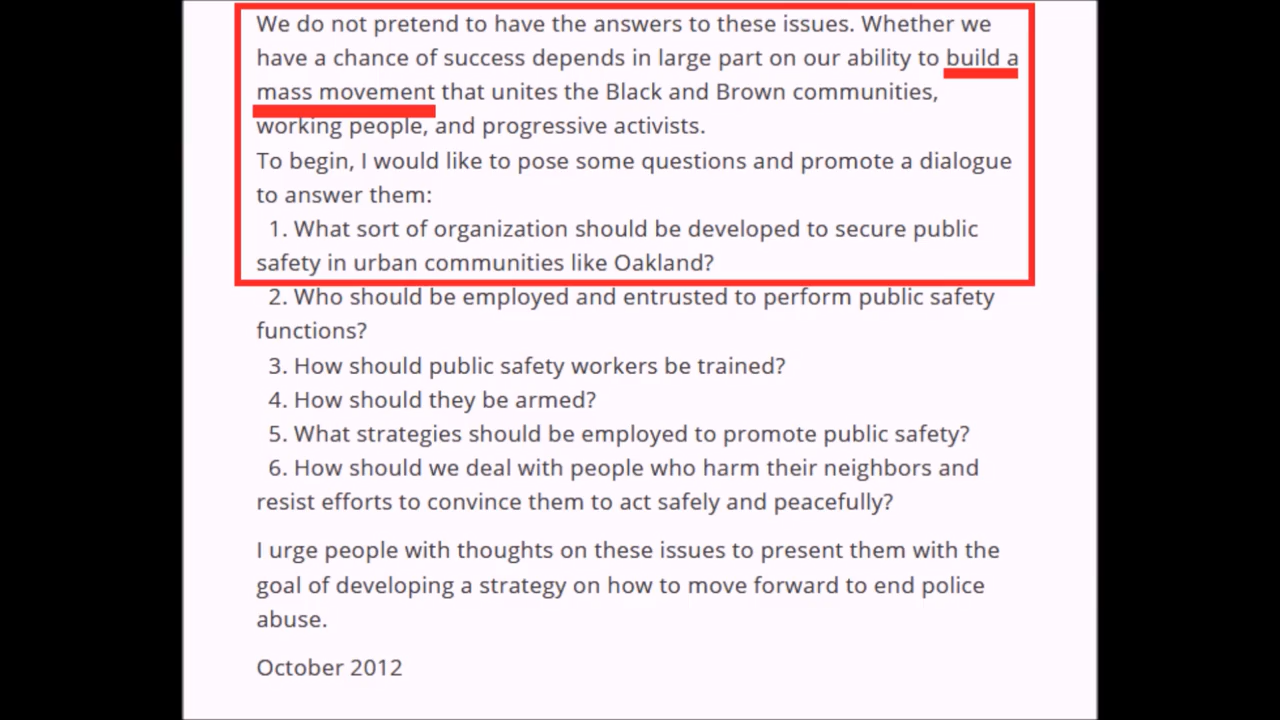 We do not pretend to have the answers to these issues. Whether we
have a chance of success depends in large part on our ability to build a
mass movement that unites the Black and Brown communities,
working people, and progressive activists.
To begin, I would like to pose some questions and promote a dialogue
to answer them:
1. What sort of organization should be developed to secure public
safety in urban communities like Oakland?
2. Who should be employed and entrusted to perform public safety
functions?
3. How should public safety workers be trained?
4. How should they be armed?
5. What strategies should be employed to promote public safety?
6. How should we deal with people who harm their neighbors and
resist efforts to convince them to act safely and peacefully?
I urge people with thoughts on these issues to present them with the
goal of developing a strategy on how to move forward to end police
abuse.
October 2012